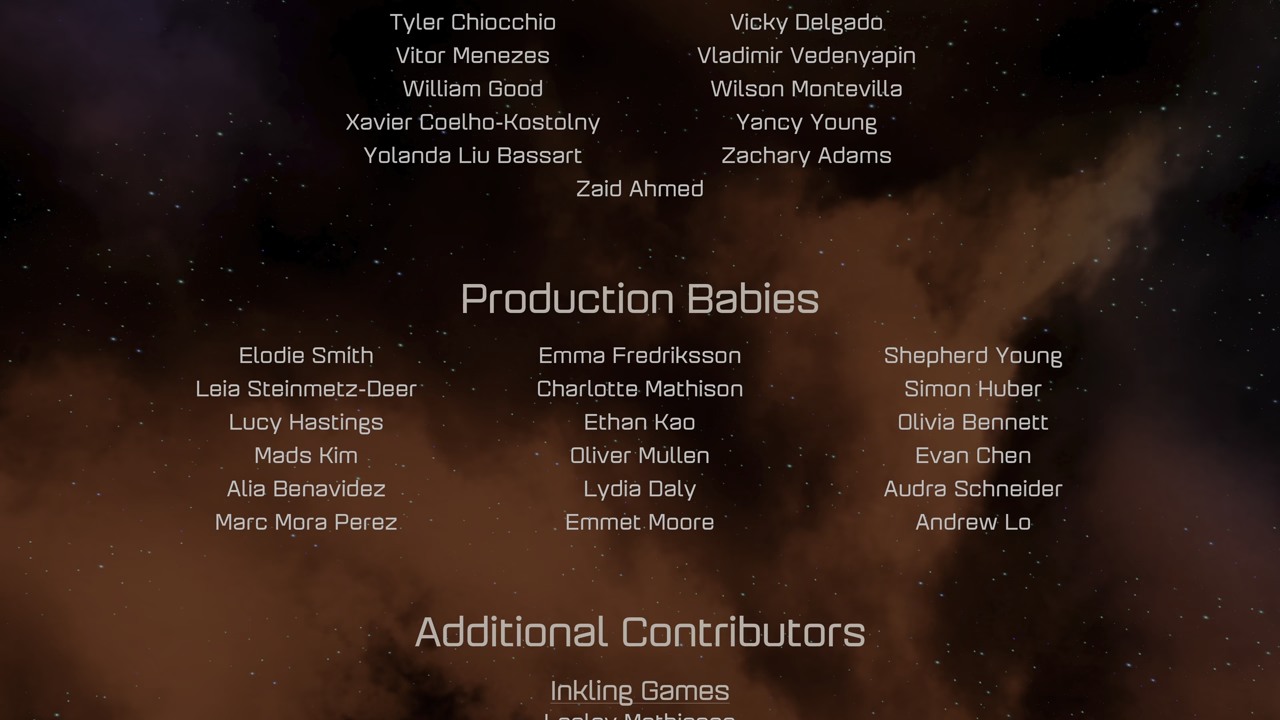 Tyler Chiocchio Vicky Delgado
Vitor Menezes Vladimir Vedenyapin
William Good Wilson Montevilla
Xavier Coelho-Kostolny Yancy Young
Yolanda Liu Bassart Zachary Adams
Zaid Ahmed
Production Babies
Elodie Smith Emma Fredriksson Shepherd Young
Leia Steinmetz-Deer Charlotte Mathison Simon Huber
Lucy Hastings Ethan Kao Olivia Bennett
Mads Kim Oliver Mullen Evan Chen
Alia Benavidez Lydia Daly Audra Schneider
Marc Mora Perez Emmet Moore Andrew Lo
Additional Contributors
Inkling Games